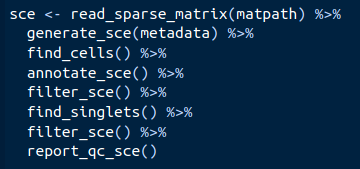 sce <- read_sparse_matrix(matpath) %>%
  generate_sce(metadata) %>%
  find_cells() %>%
  annotate_sce() %>%
  filter_sce() %>%
  find_singlets() %>%
  filter_sce() %>%
  report_qc_sce()